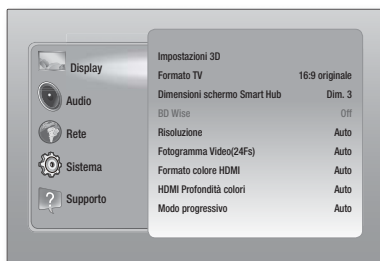 Display
Audio
Rete
Sistema
Supporto
Impostazioni 3D
Formato TV 16:9 originale
Dimensioni schermo Smart Hub Dim. 3
BD Wise Off
Risoluzione Auto
Fotogramma Video(24Fs) Auto
Formato colore HDMI Auto
HDMI Profondità colori Auto
Modo progressivo Auto